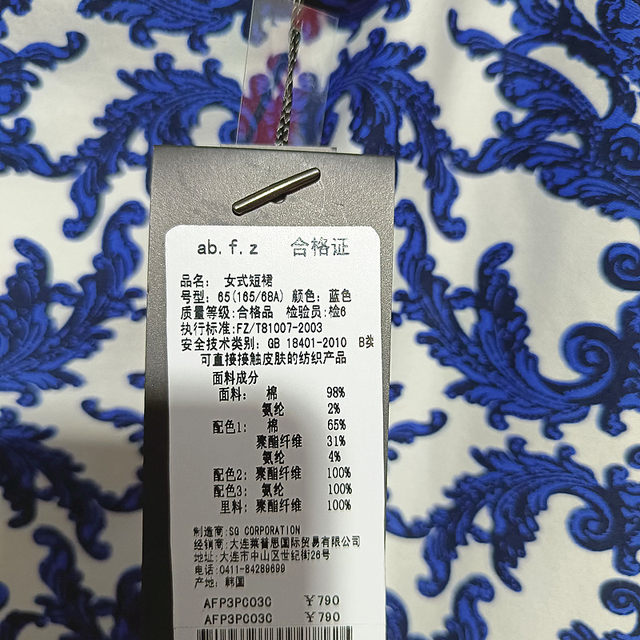 ab.f.z 合格证
品名: 女式短裙
号型: 65(165/68A) 颜色: 蓝色
质量等级:合格品 检验员:检6
执行标准:FZ/T81007-2003
安全技术类别: GB 18401-2010 B类
可直接接触皮肤的纺织产品
面料成分
面料: 棉 98%
氨纶 2%
配色1: 棉 65%
聚酯纤维 31%
氨纶 4%
配色2: 聚酯纤维 100%
配色3: 氨纶 100%
里料: 聚酯纤维 100%
制造商:SG CORPORATION
经销商:大连莱普思国际贸易有限公司
地址:大连市中山区世纪街26号
电话:0411-84289699
产地: 韩国
AFP3PC03C ￥790
AFP3PC03C ￥790